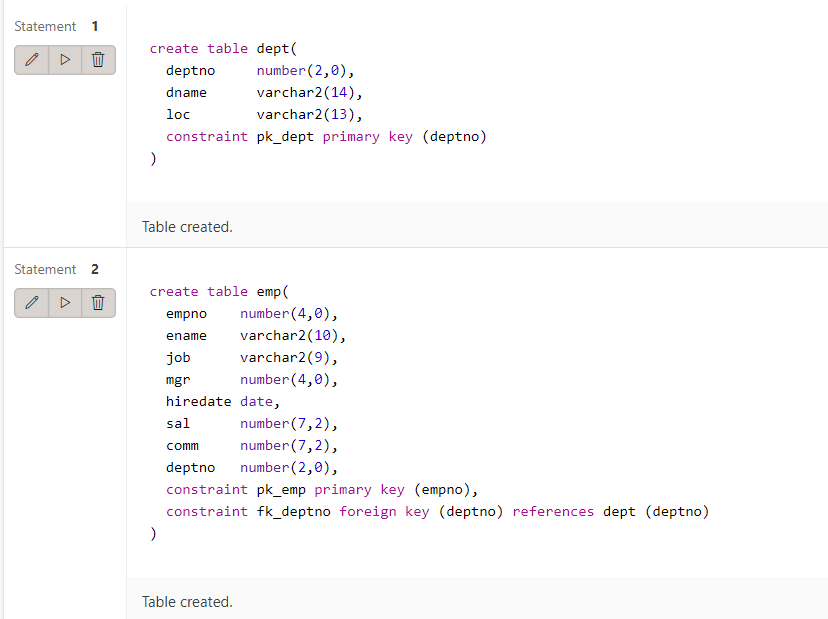 Statement 1
create table dept(
deptno number(2,0),
dname varchar2(14),
loc varchar2(13),
constraint pk_dept primary key (deptno)
)
Table created.
Statement 2
create table emp(
empno number(4,0),
ename varchar2(10),
job varchar2(9),
mgr number(4,0),
hiredate date,
sal number(7,2),
comm number(7,2),
deptno number(2,0),
constraint pk_emp primary key (empno),
constraint fk_deptno foreign key (deptno) references dept (deptno)
)
Table created.